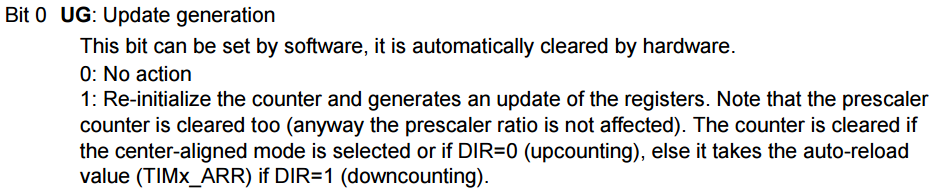 Bit 0 UG: Update generation
This bit can be set by software, it is automatically cleared by hardware.
0: No action
1: Re-initialize the counter and generates an update of the registers. Note that the prescaler
counter is cleared too (anyway the prescaler ratio is not affected). The counter is cleared if
the center-aligned mode is selected or if DIR=0 (upcounting), else it takes the auto-reload
value (TIMx_ARR) if DIR=1 (downcounting).